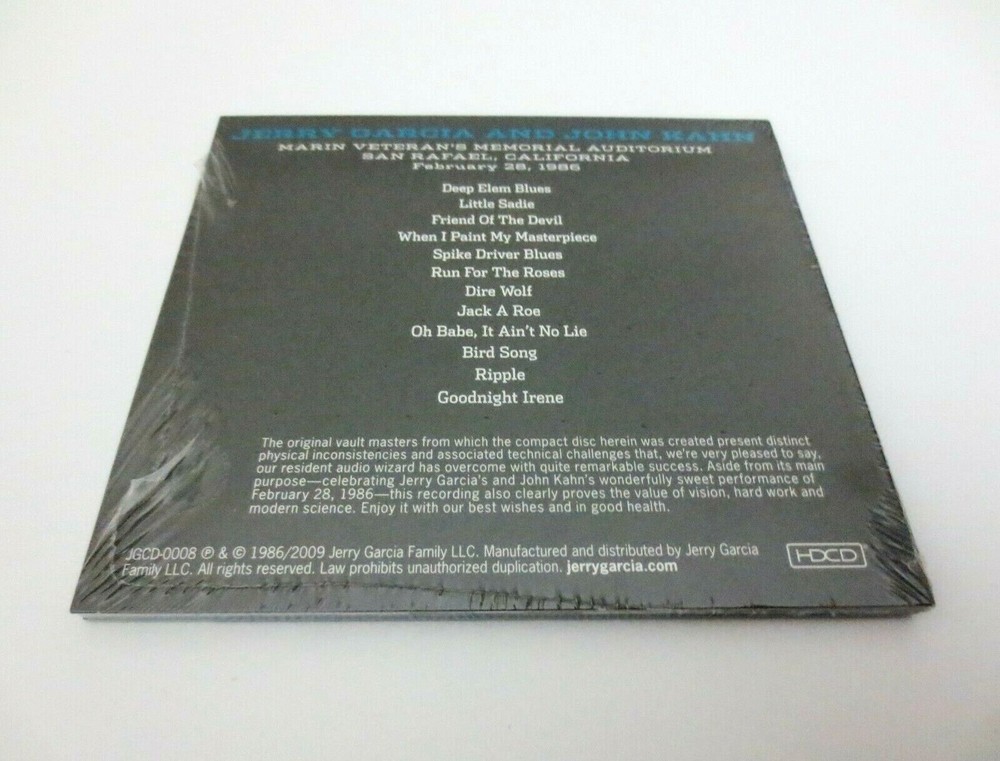 JERRY GARCIA AND JOHN KAHN
MARIN VETERAN'S MEMORIAL AUDITORIUM
SAN RAFAEL, CALIFORNIA
February 28, 1986
Deep Elem Blues
Little Sadie
Friend Of The Devil
When I Paint My Masterpiece
Spike Driver Blues
Run For The Roses
Dire Wolf
Jack A Roe
Oh Babe, It Ain't No Lie
Bird Song
Ripple
Goodnight Irene
The original vault masters from which the compact disc herein was created present distinct
physical inconsistencies and associated technical challenges that, we're very pleased to say,
our resident audio wizard has overcome with quite remarkable success. Aside from its main
purpose—celebrating Jerry Garcia's and John Kahn's wonderfully sweet performance of
February 28, 1986—this recording also clearly proves the value of vision, hard work and
modern science. Enjoy it with our best wishes and in good health.
JGCD-0008 ℗ & © 1986/2009 Jerry Garcia Family LLC. Manufactured and distributed by Jerry Garcia
Family LLC. All rights reserved. Law prohibits unauthorized duplication. jerrygarcia.com
HDCD